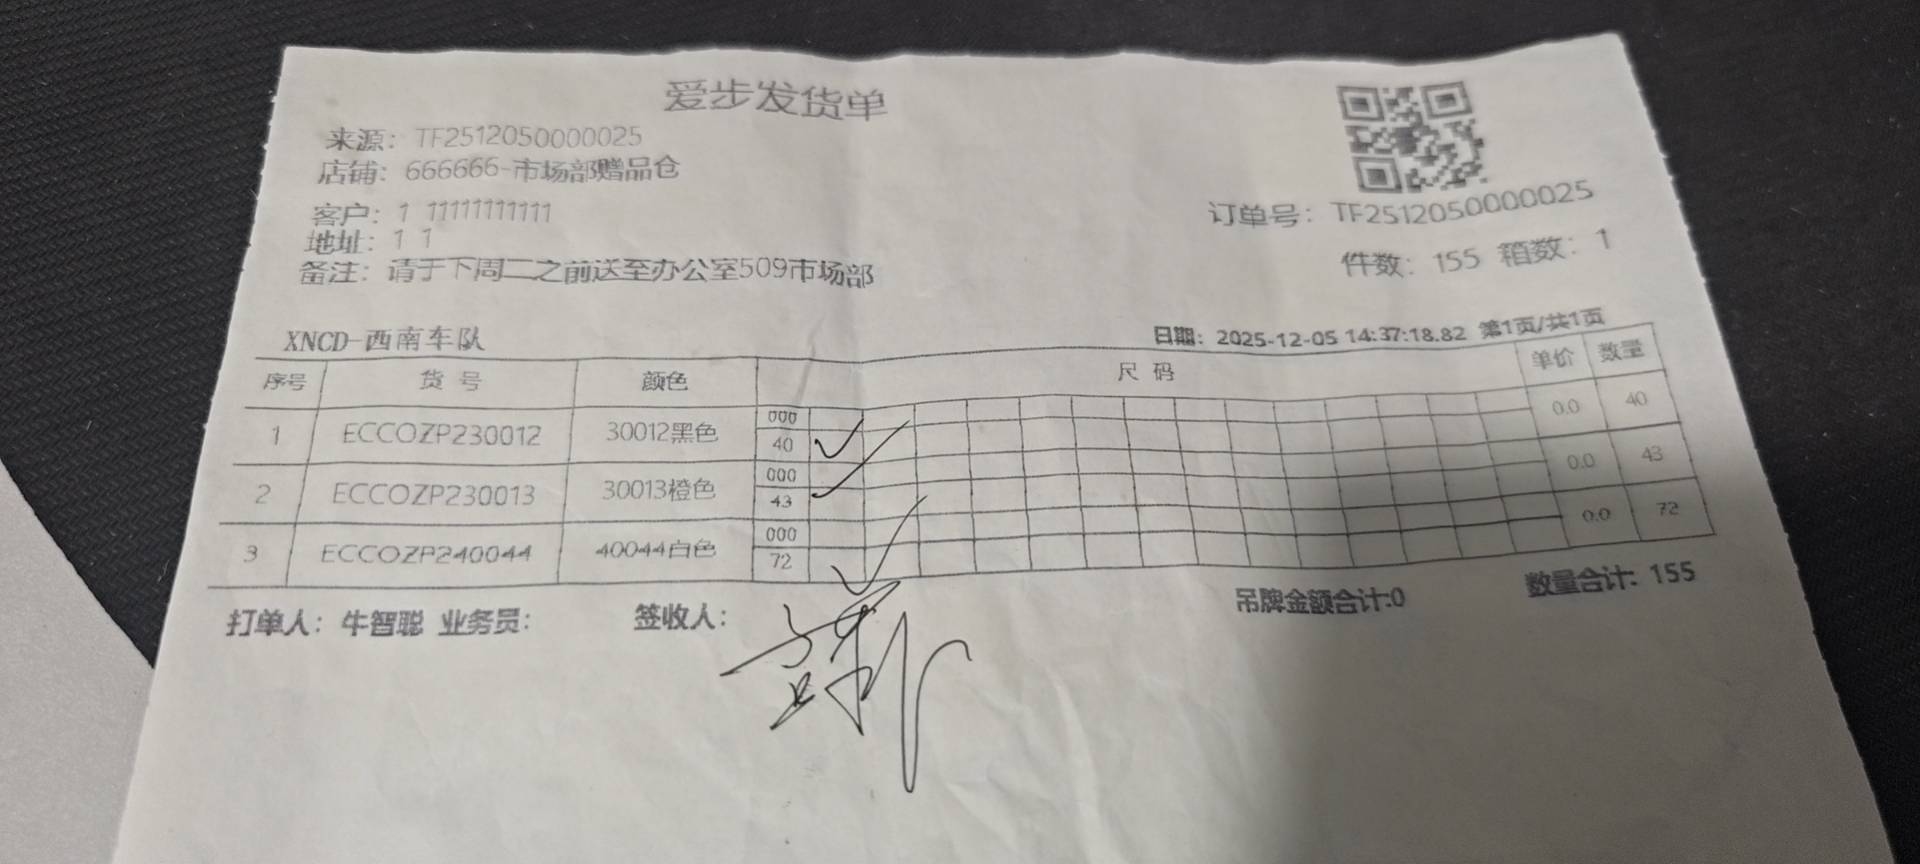 爱步发货单
来源：TF2512050000025
店铺：666666-市场部赠品仓
客户：1 11111111111
订单号：TF2512050000025
地址：1 1
件数：155 箱数：1
备注：请于下周二之前送至办公室509市场部
XNCD-西南车队
日期：2025-12-05 14:37:18.82 第1页/共1页
序号 货号 颜色 尺码 单价 数量
000
1 ECCOZP230012 30012黑色 40 0.0 40
000
2 ECCOZP230013 30013橙色 43 0.0 43
000
3 ECCOZP240044 40044白色 72 0.0 72
打单人：牛智聪 业务员： 签收人： 吊牌金额合计:0 数量合计：155